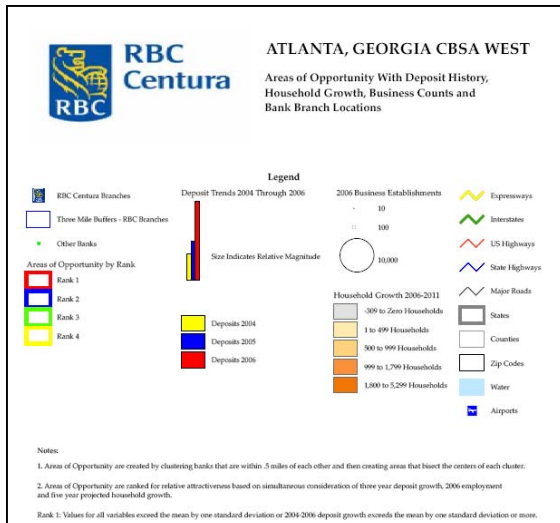 RBC
Centura
RBC
ATLANTA, GEORGIA CBSA WEST
Areas of Opportunity With Deposit History,
Household Growth, Business Counts and
Bank Branch Locations
Legend
RBC Centura Branches
Three Mile Buffers - RBC Branches
Other Banks
Areas of Opportunity by Rank
Rank 1
Rank 2
Rank 3
Rank 4
Deposit Trends 2004 Through 2006
Size Indicates Relative Magnitude
Deposits 2004
Deposits 2005
Deposits 2006
2006 Business Establishments
10
100
10,000
Household Growth 2006-2011
-309 to Zero Households
1 to 499 Households
500 to 999 Households
999 to 1,799 Households
1,800 to 5,299 Households
Expressways
Interstates
US Highways
State Highways
Major Roads
States
Counties
Zip Codes
Water
Airports
Notes:
1. Areas of Opportunity are created by clustering banks that are within .5 miles of each other and then creating areas that bisect the centers of each cluster.
2. Areas of Opportunity are ranked for relative attractiveness based on simultaneous consideration of three year deposit growth, 2006 employment
and five year projected household growth.
Rank 1: Values for all variables exceed the mean by one standard deviation or 2004-2006 deposit growth exceeds the mean by one standard deviation or more.